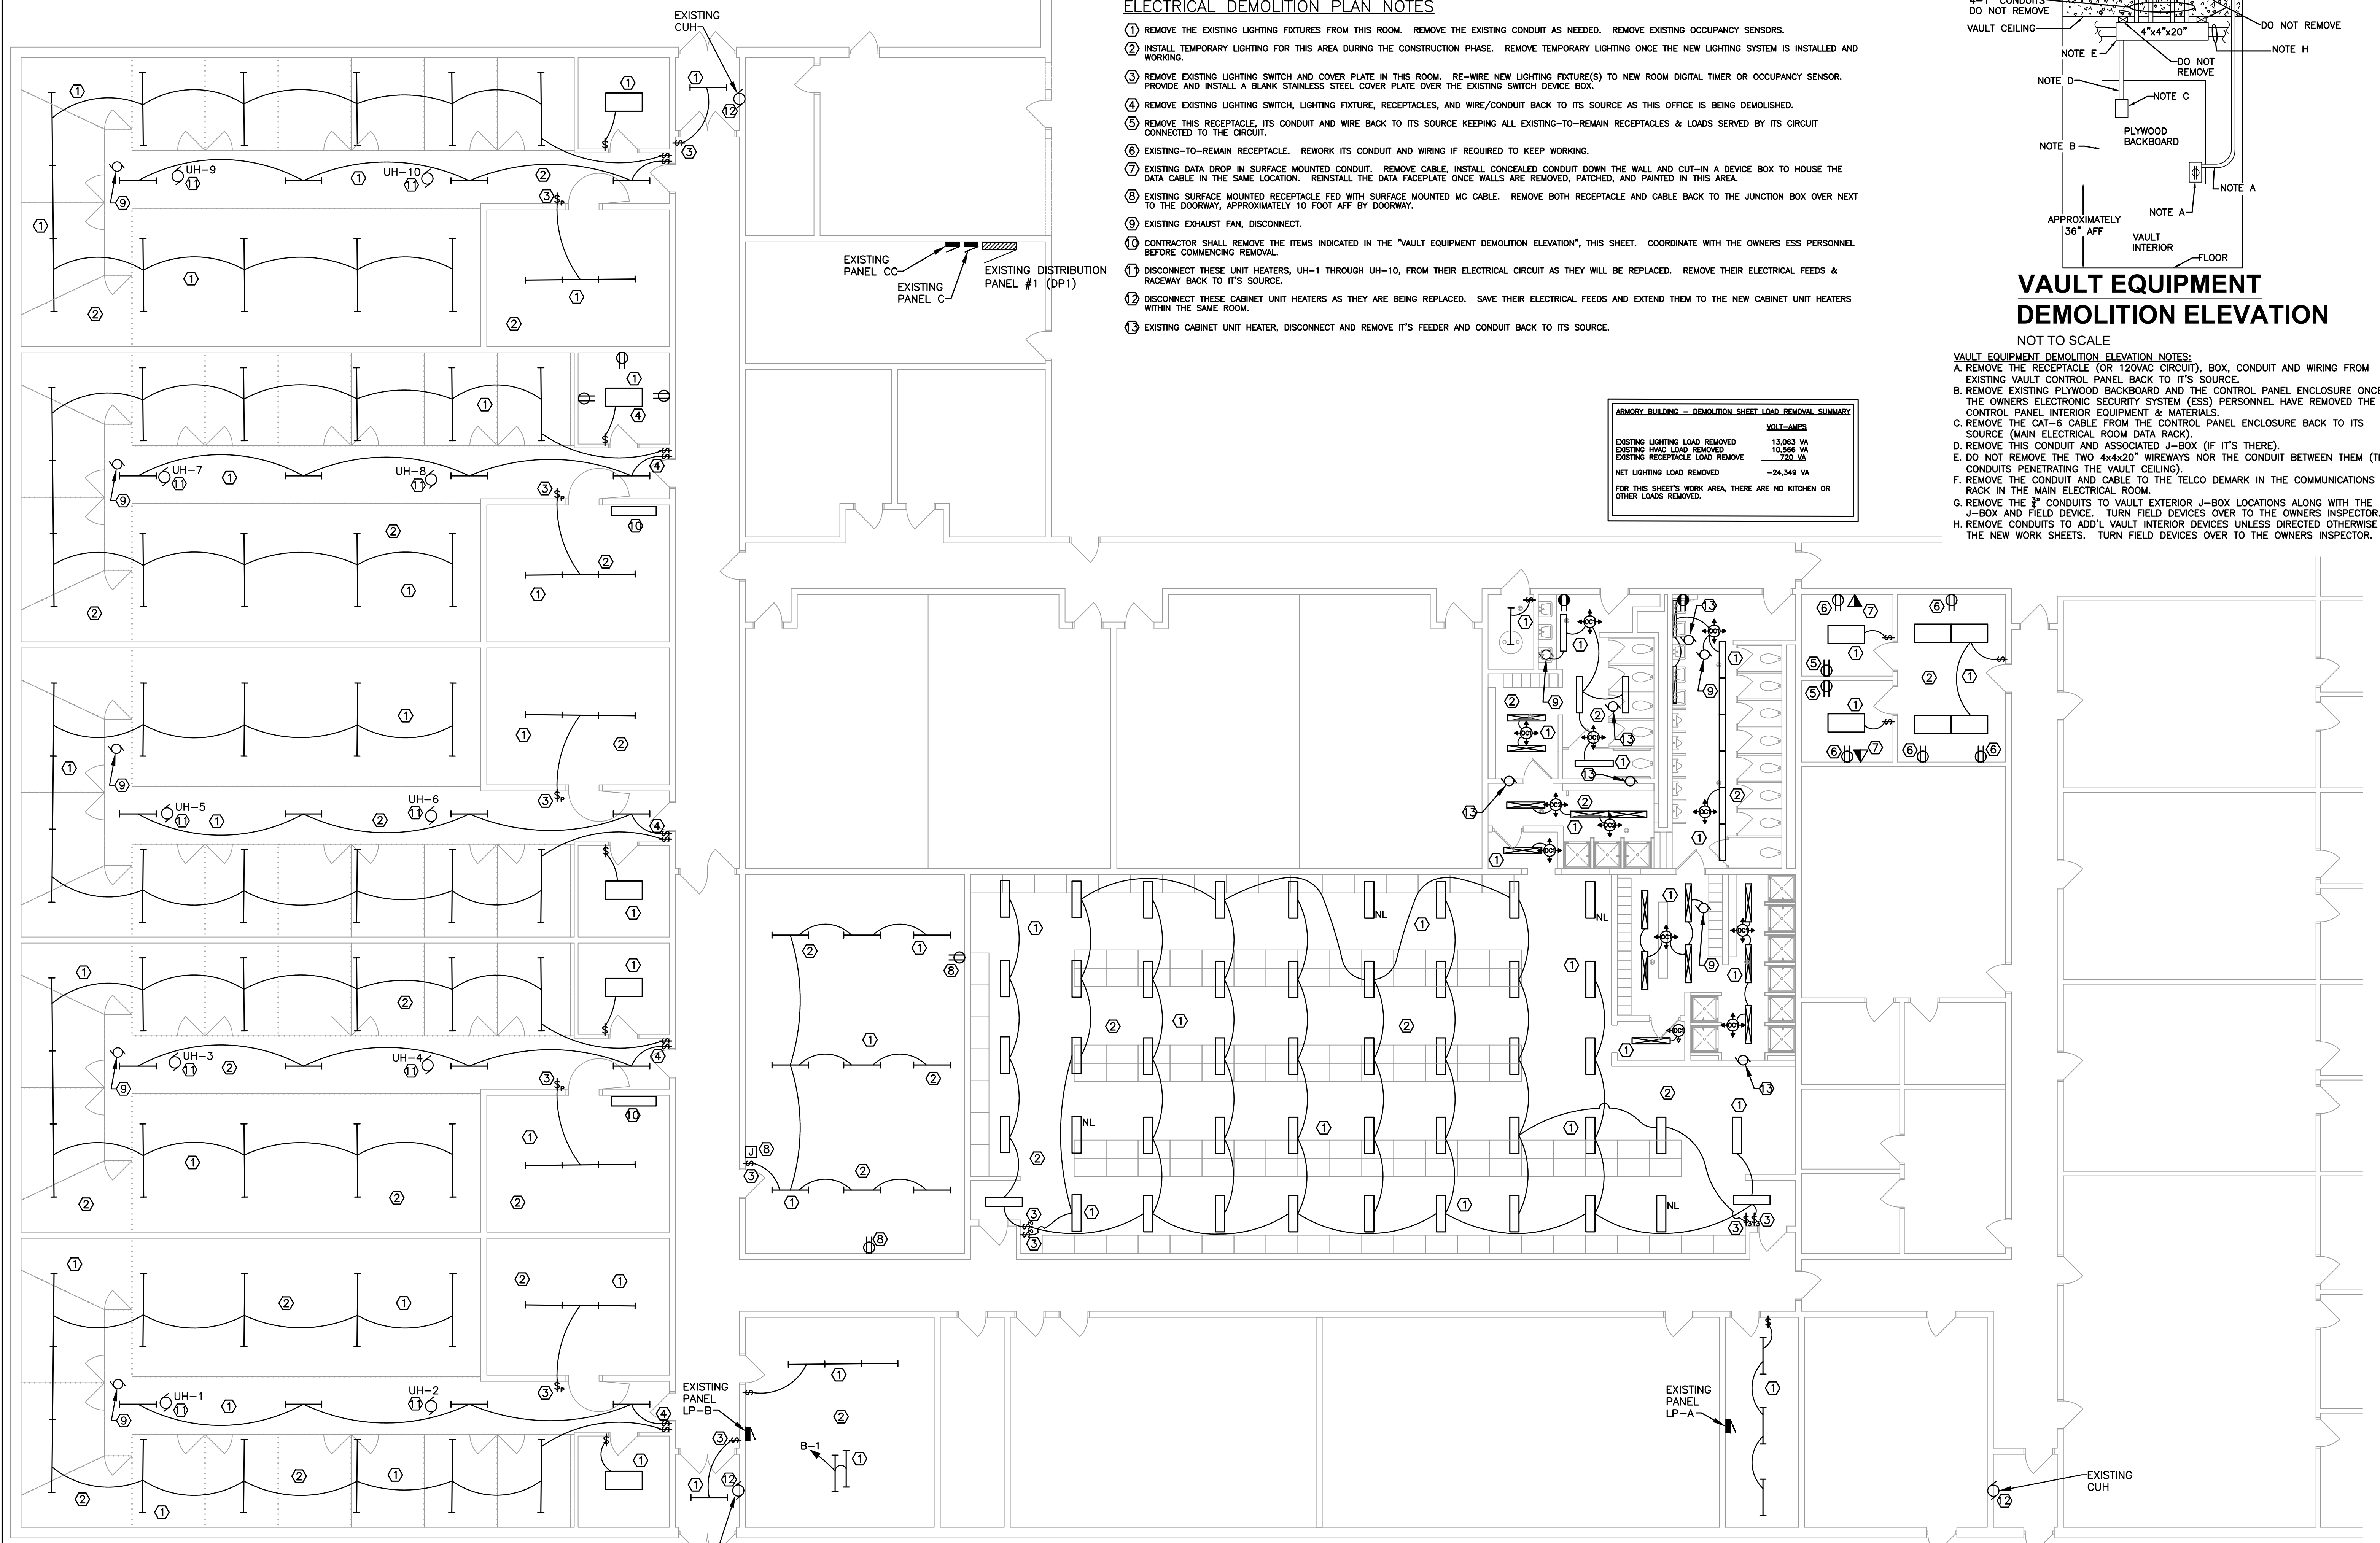 ELECTRICAL DEMOLITION PLAN NOTES
1 REMOVE THE EXISTING LIGHTING FIXTURES FROM THIS ROOM. REMOVE THE EXISTING CONDUIT AS NEEDED. REMOVE EXISTING OCCUPANCY SENSORS.
2 INSTALL TEMPORARY LIGHTING FOR THIS AREA DURING THE CONSTRUCTION PHASE. REMOVE TEMPORARY LIGHTING ONCE THE NEW LIGHTING SYSTEM IS INSTALLED AND
WORKING.
3 REMOVE EXISTING LIGHTING SWITCH AND COVER PLATE IN THIS ROOM. RE-WIRE NEW LIGHTING FIXTURE(S) TO NEW ROOM DIGITAL TIMER OR OCCUPANCY SENSOR.
PROVIDE AND INSTALL A BLANK STAINLESS STEEL COVER PLATE OVER THE EXISTING SWITCH DEVICE BOX.
4 REMOVE EXISTING LIGHTING SWITCH, LIGHTING FIXTURE, RECEPTACLES, AND WIRE/CONDUIT BACK TO ITS SOURCE AS THIS OFFICE IS BEING DEMOLISHED.
5 REMOVE THIS RECEPTACLE, ITS CONDUIT AND WIRE BACK TO ITS SOURCE KEEPING ALL EXISTING-TO-REMAIN RECEPTACLES & LOADS SERVED BY ITS CIRCUIT
CONNECTED TO THE CIRCUIT.
6 EXISTING-TO-REMAIN RECEPTACLE. REWORK ITS CONDUIT AND WIRING IF REQUIRED TO KEEP WORKING.
7 EXISTING DATA DROP IN SURFACE MOUNTED CONDUIT. REMOVE CABLE, INSTALL CONCEALED CONDUIT DOWN THE WALL AND CUT-IN A DEVICE BOX TO HOUSE THE
DATA CABLE IN THE SAME LOCATION. REINSTALL THE DATA FACEPLATE ONCE WALLS ARE REMOVED, PATCHED, AND PAINTED IN THIS AREA.
8 EXISTING SURFACE MOUNTED RECEPTACLE FED WITH SURFACE MOUNTED MC CABLE. REMOVE BOTH RECEPTACLE AND CABLE BACK TO THE JUNCTION BOX OVER NEXT
TO THE DOORWAY, APPROXIMATELY 10 FOOT AFF BY DOORWAY.
9 EXISTING EXHAUST FAN, DISCONNECT.
10 CONTRACTOR SHALL REMOVE THE ITEMS INDICATED IN THE "VAULT EQUIPMENT DEMOLITION ELEVATION", THIS SHEET. COORDINATE WITH THE OWNERS ESS PERSONNEL
BEFORE COMMENCING REMOVAL.
11 DISCONNECT THESE UNIT HEATERS, UH-1 THROUGH UH-10, FROM THEIR ELECTRICAL CIRCUIT AS THEY WILL BE REPLACED. REMOVE THEIR ELECTRICAL FEEDS &
RACEWAY BACK TO IT'S SOURCE.
12 DISCONNECT THESE CABINET UNIT HEATERS AS THEY ARE BEING REPLACED. SAVE THEIR ELECTRICAL FEEDS AND EXTEND THEM TO THE NEW CABINET UNIT HEATERS
WITHIN THE SAME ROOM.
13 EXISTING CABINET UNIT HEATER, DISCONNECT AND REMOVE IT'S FEEDER AND CONDUIT BACK TO ITS SOURCE.
4-1" CONDUITS
DO NOT REMOVE
VAULT CEILING
4"x4"x20"
DO NOT REMOVE
NOTE H
NOTE E
DO NOT
REMOVE
NOTE D
NOTE C
PLYWOOD
BACKBOARD
NOTE B
NOTE A
NOTE A
APPROXIMATELY
36" AFF
VAULT
INTERIOR
FLOOR
VAULT EQUIPMENT
DEMOLITION ELEVATION
NOT TO SCALE
VAULT EQUIPMENT DEMOLITION ELEVATION NOTES:
A. REMOVE THE RECEPTACLE (OR 120VAC CIRCUIT), BOX, CONDUIT AND WIRING FROM
EXISTING VAULT CONTROL PANEL BACK TO IT'S SOURCE.
B. REMOVE EXISTING PLYWOOD BACKBOARD AND THE CONTROL PANEL ENCLOSURE ONCE
THE OWNERS ELECTRONIC SECURITY SYSTEM (ESS) PERSONNEL HAVE REMOVED THE
CONTROL PANEL INTERIOR EQUIPMENT & MATERIALS.
C. REMOVE THE CAT-6 CABLE FROM THE CONTROL PANEL ENCLOSURE BACK TO ITS
SOURCE (MAIN ELECTRICAL ROOM DATA RACK).
D. REMOVE THIS CONDUIT AND ASSOCIATED J-BOX (IF IT'S THERE).
E. DO NOT REMOVE THE TWO 4x4x20" WIREWAYS NOR THE CONDUIT BETWEEN THEM
CONDUITS PENETRATING THE VAULT CEILING).
F. REMOVE THE CONDUIT AND CABLE TO THE TELCO DEMARK IN THE COMMUNICATIONS
RACK IN THE MAIN ELECTRICAL ROOM.
G. REMOVE THE 3/4" CONDUITS TO VAULT EXTERIOR J-BOX LOCATIONS ALONG WITH THE
J-BOX AND FIELD DEVICE. TURN FIELD DEVICES OVER TO THE OWNERS INSPECTOR.
H. REMOVE CONDUITS TO ADD'L VAULT INTERIOR DEVICES UNLESS DIRECTED OTHERWISE
THE NEW WORK SHEETS. TURN FIELD DEVICES OVER TO THE OWNERS INSPECTOR.
ARMORY BUILDING - DEMOLITION SHEET LOAD REMOVAL SUMMARY
VOLT-AMPS
EXISTING LIGHTING LOAD REMOVED 13,063 VA
EXISTING HVAC LOAD REMOVED 10,566 VA
EXISTING RECEPTACLE LOAD REMOVE 720 VA
NET LIGHTING LOAD REMOVED -24,349 VA
FOR THIS SHEET'S WORK AREA, THERE ARE NO KITCHEN OR
OTHER LOADS REMOVED.
EXISTING
CUH
EXISTING
PANEL CC
EXISTING
PANEL C
EXISTING DISTRIBUTION
PANEL #1 (DP1)
UH-9
UH-10
UH-7
UH-8
UH-5
UH-6
UH-3
UH-4
UH-1
UH-2
NL
NL
NL
NL
J
EXISTING
PANEL
LP-B
B-1
EXISTING
PANEL
LP-A
EXISTING
CUH